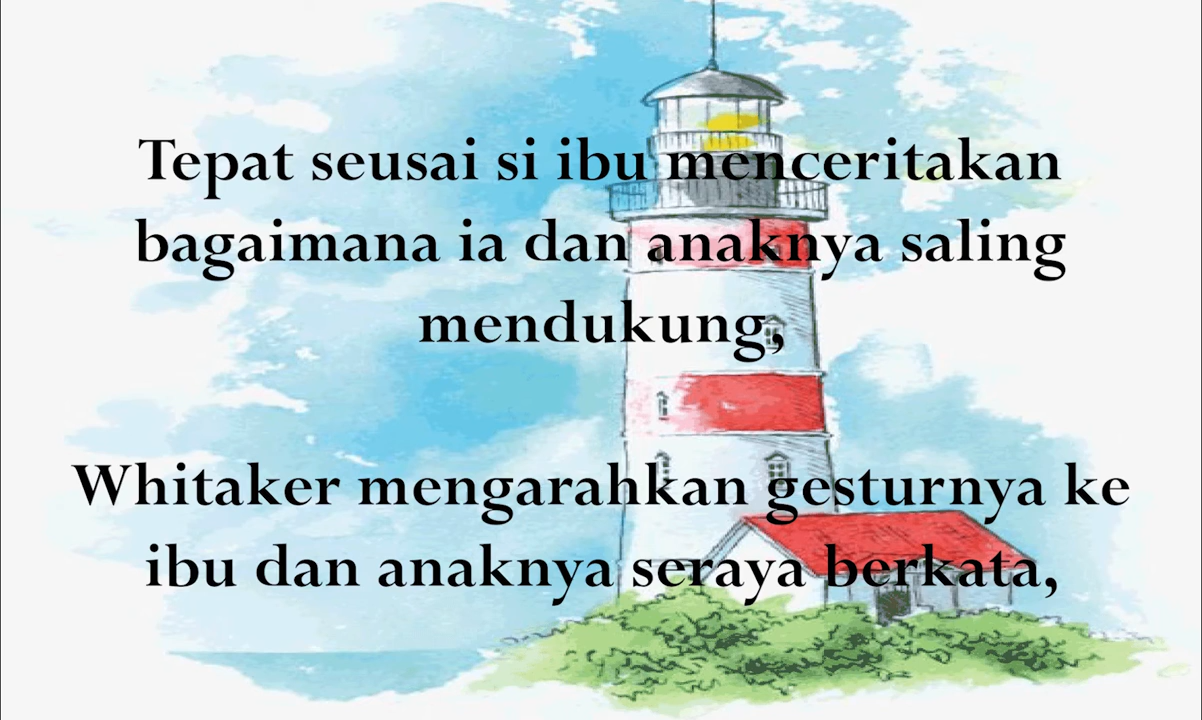 Tepat seusai si ibu menceritakan
bagaimana ia dan anaknya saling
mendukung,
Whitaker mengarahkan gesturnya ke
ibu dan anaknya seraya berkata,